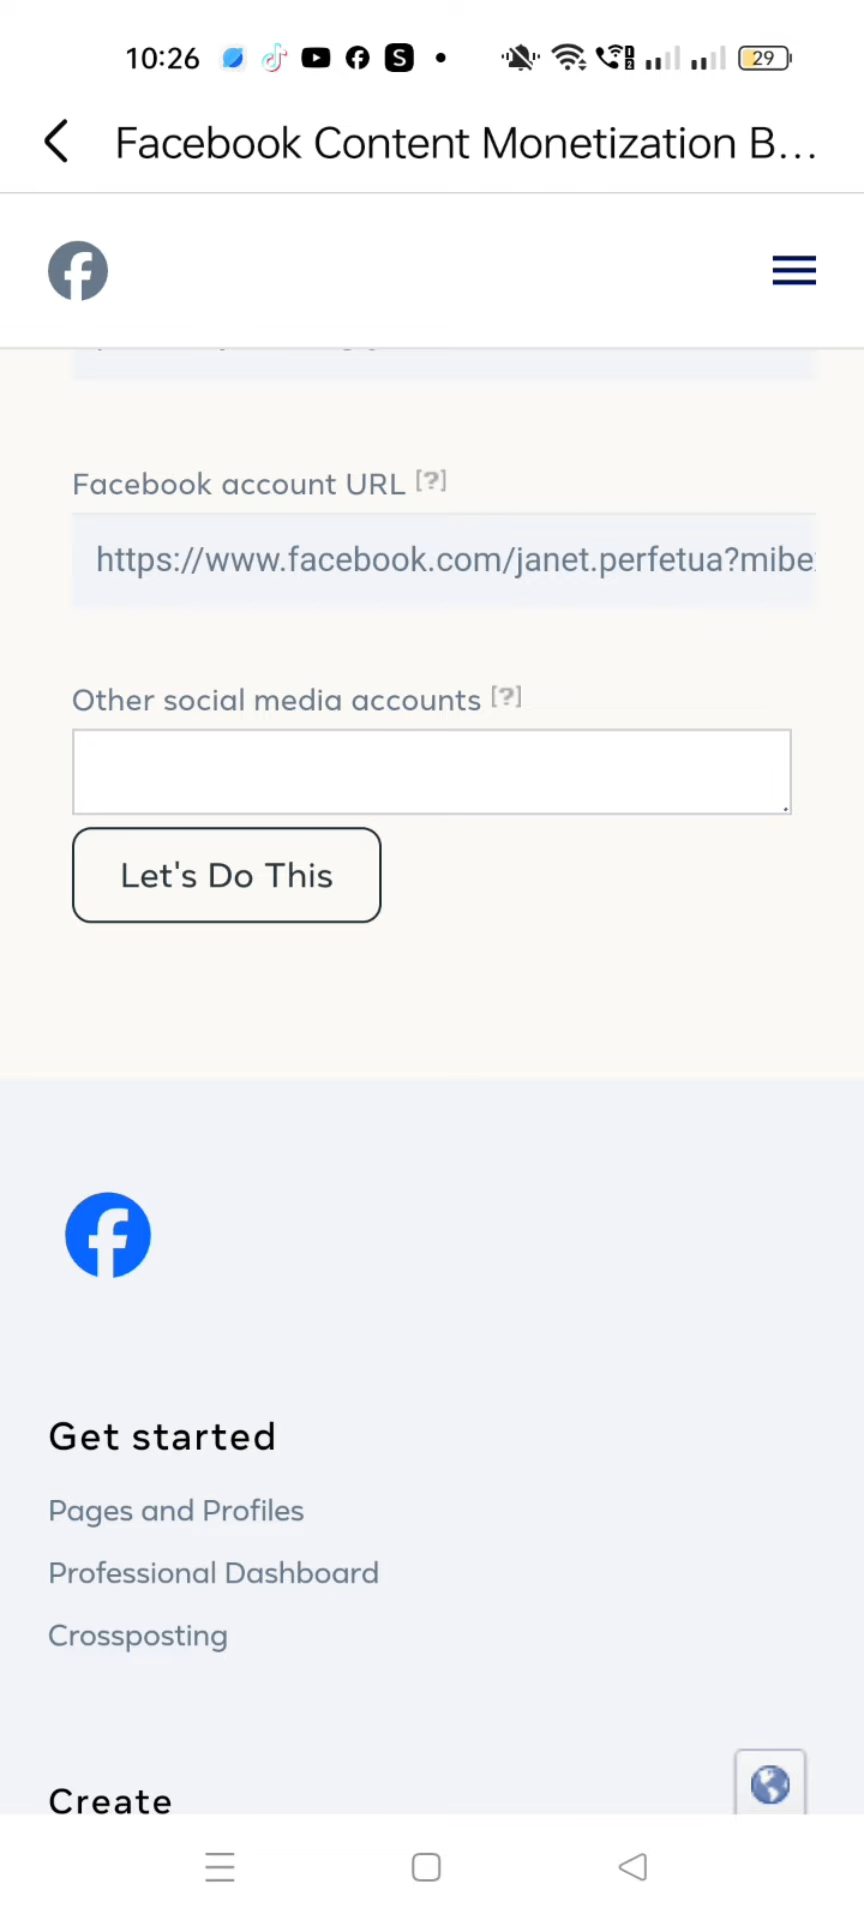 10:26
29
Facebook Content Monetization B...
Facebook account URL [?]
https://www.facebook.com/janet.perfetua?mibe
Other social media accounts [?]
Let's Do This
Get started
Pages and Profiles
Professional Dashboard
Crossposting
Create